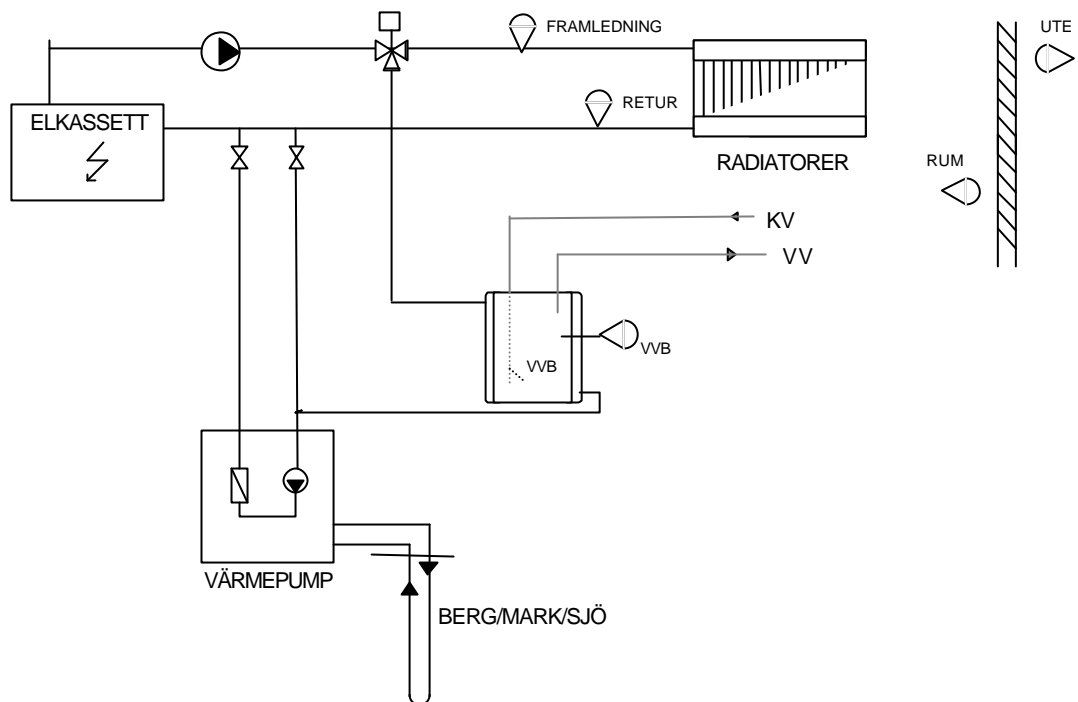 FRAMLEDNING
UTE
RETUR
ELKASSETT
RADIATORER
RUM
KV
VV
VVB
VVB
VÄRMEPUMP
BERG/MARK/SJÖ